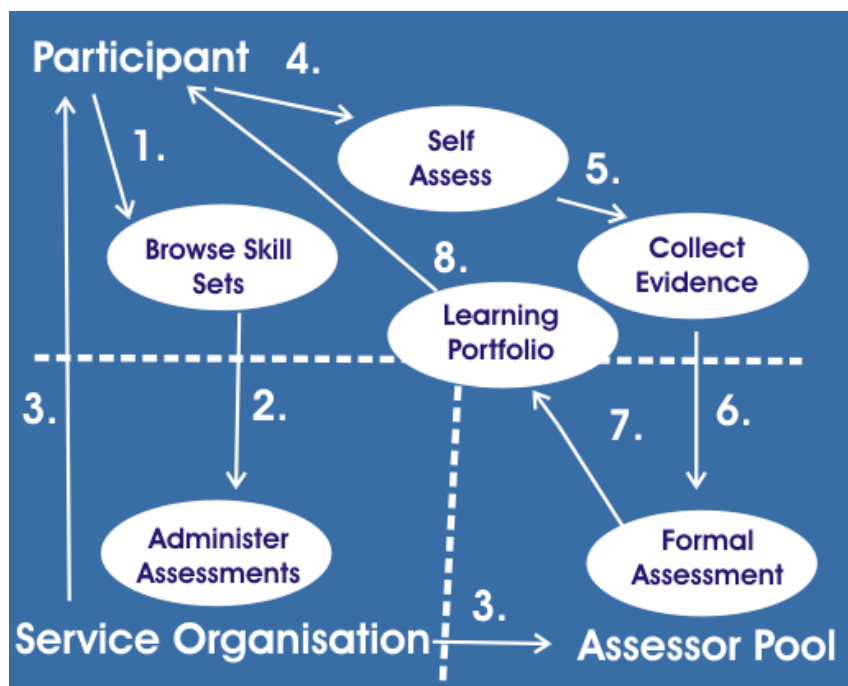 Participant
4.
1.
Self
Assess
5.
Browse Skill
Sets
8.
Collect
Evidence
Learning
Portfolio
3.
2.
7.
6.
Administer
Assessments
Formal
Assessment
3.
Service Organisation
Assessor Pool